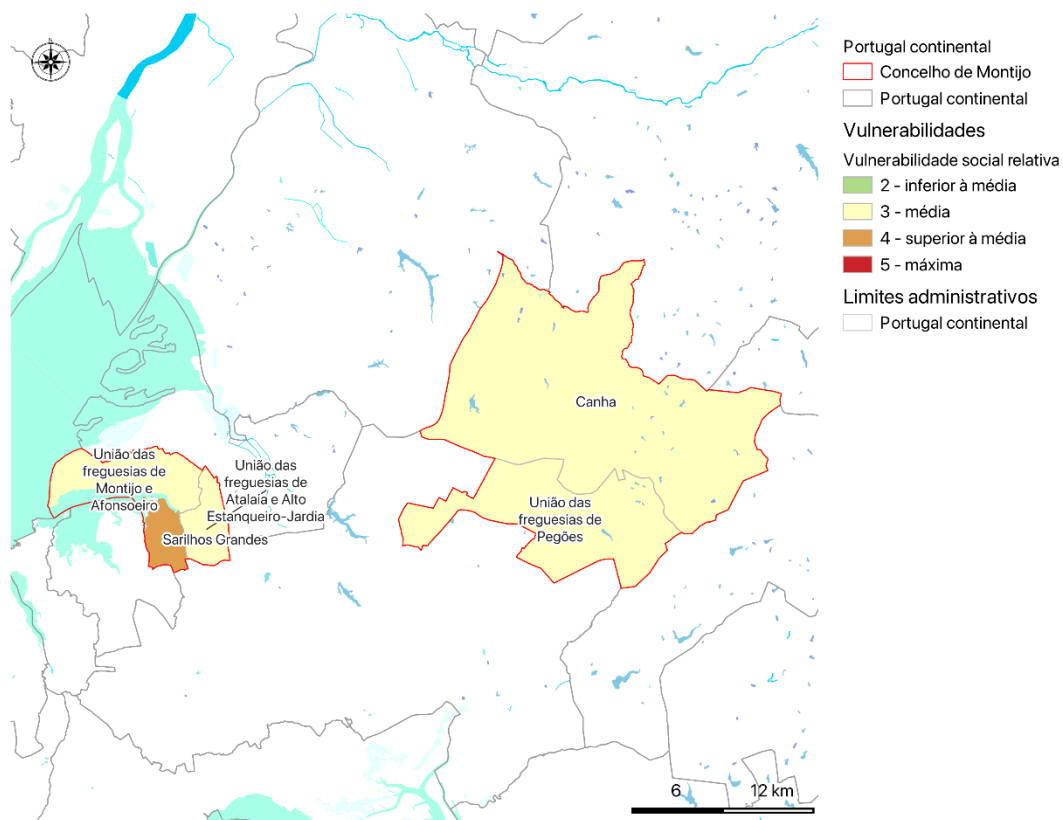 N
Portugal continental
Concelho de Montijo
Portugal continental
Vulnerabilidades
Vulnerabilidade social relativa
2 - inferior à média
3 - média
4 - superior à média
5 - máxima
Limites administrativos
Portugal continental
Canha
União das
freguesias de
Montijo e
Afonsoeiro
União das
freguesias de
Atalaia e Alto
Estanqueiro-Jardia
Sarilhos Grandes
União das
freguesias de
Pegões
6 12 km